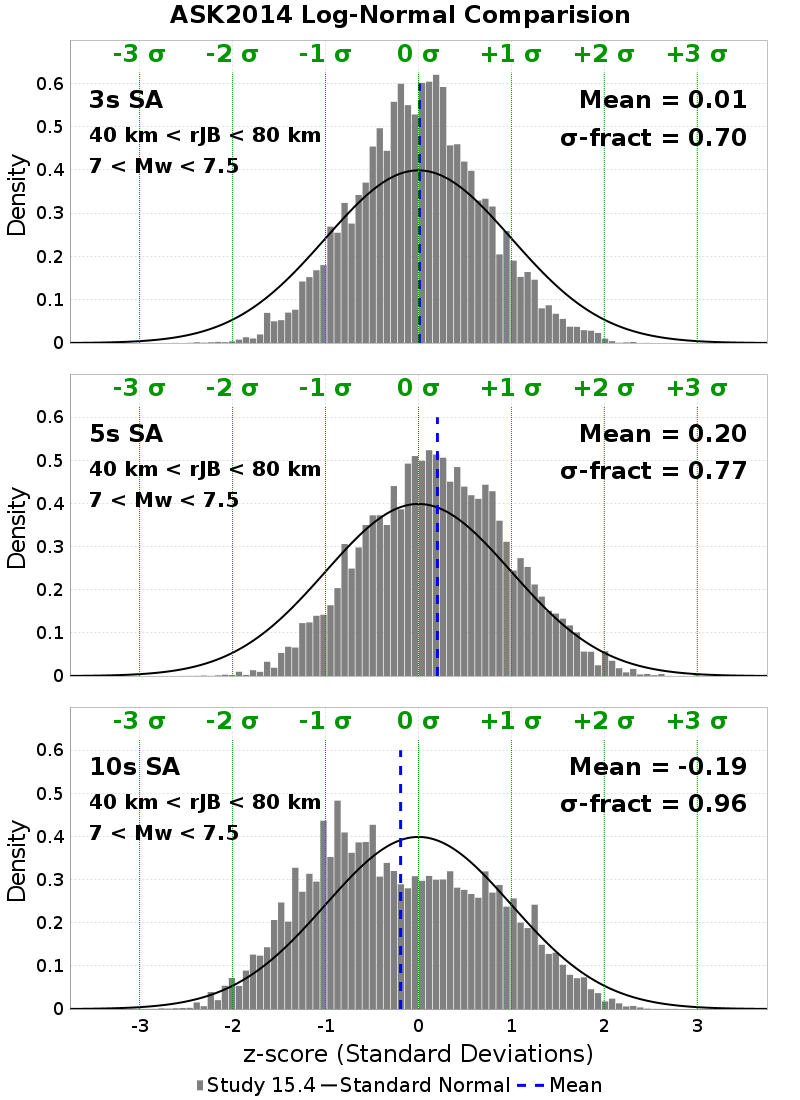 ASK2014 Log-Normal Comparision
-3 σ -2 σ -1 σ 0 σ +1 σ +2 σ +3 σ
3s SA
40 km < rJB < 80 km
7 < Mw < 7.5
Mean = 0.01
σ-fract = 0.70
Density
0.6
0.5
0.4
0.3
0.2
0.1
0
-3 σ -2 σ -1 σ 0 σ +1 σ +2 σ +3 σ
5s SA
40 km < rJB < 80 km
7 < Mw < 7.5
Mean = 0.20
σ-fract = 0.77
Density
0.6
0.5
0.4
0.3
0.2
0.1
0
-3 σ -2 σ -1 σ 0 σ +1 σ +2 σ +3 σ
10s SA
40 km < rJB < 80 km
7 < Mw < 7.5
Mean = -0.19
σ-fract = 0.96
Density
0.6
0.5
0.4
0.3
0.2
0.1
0
-3 -2 -1 0 1 2 3
z-score (Standard Deviations)
Study 15.4 Standard Normal Mean